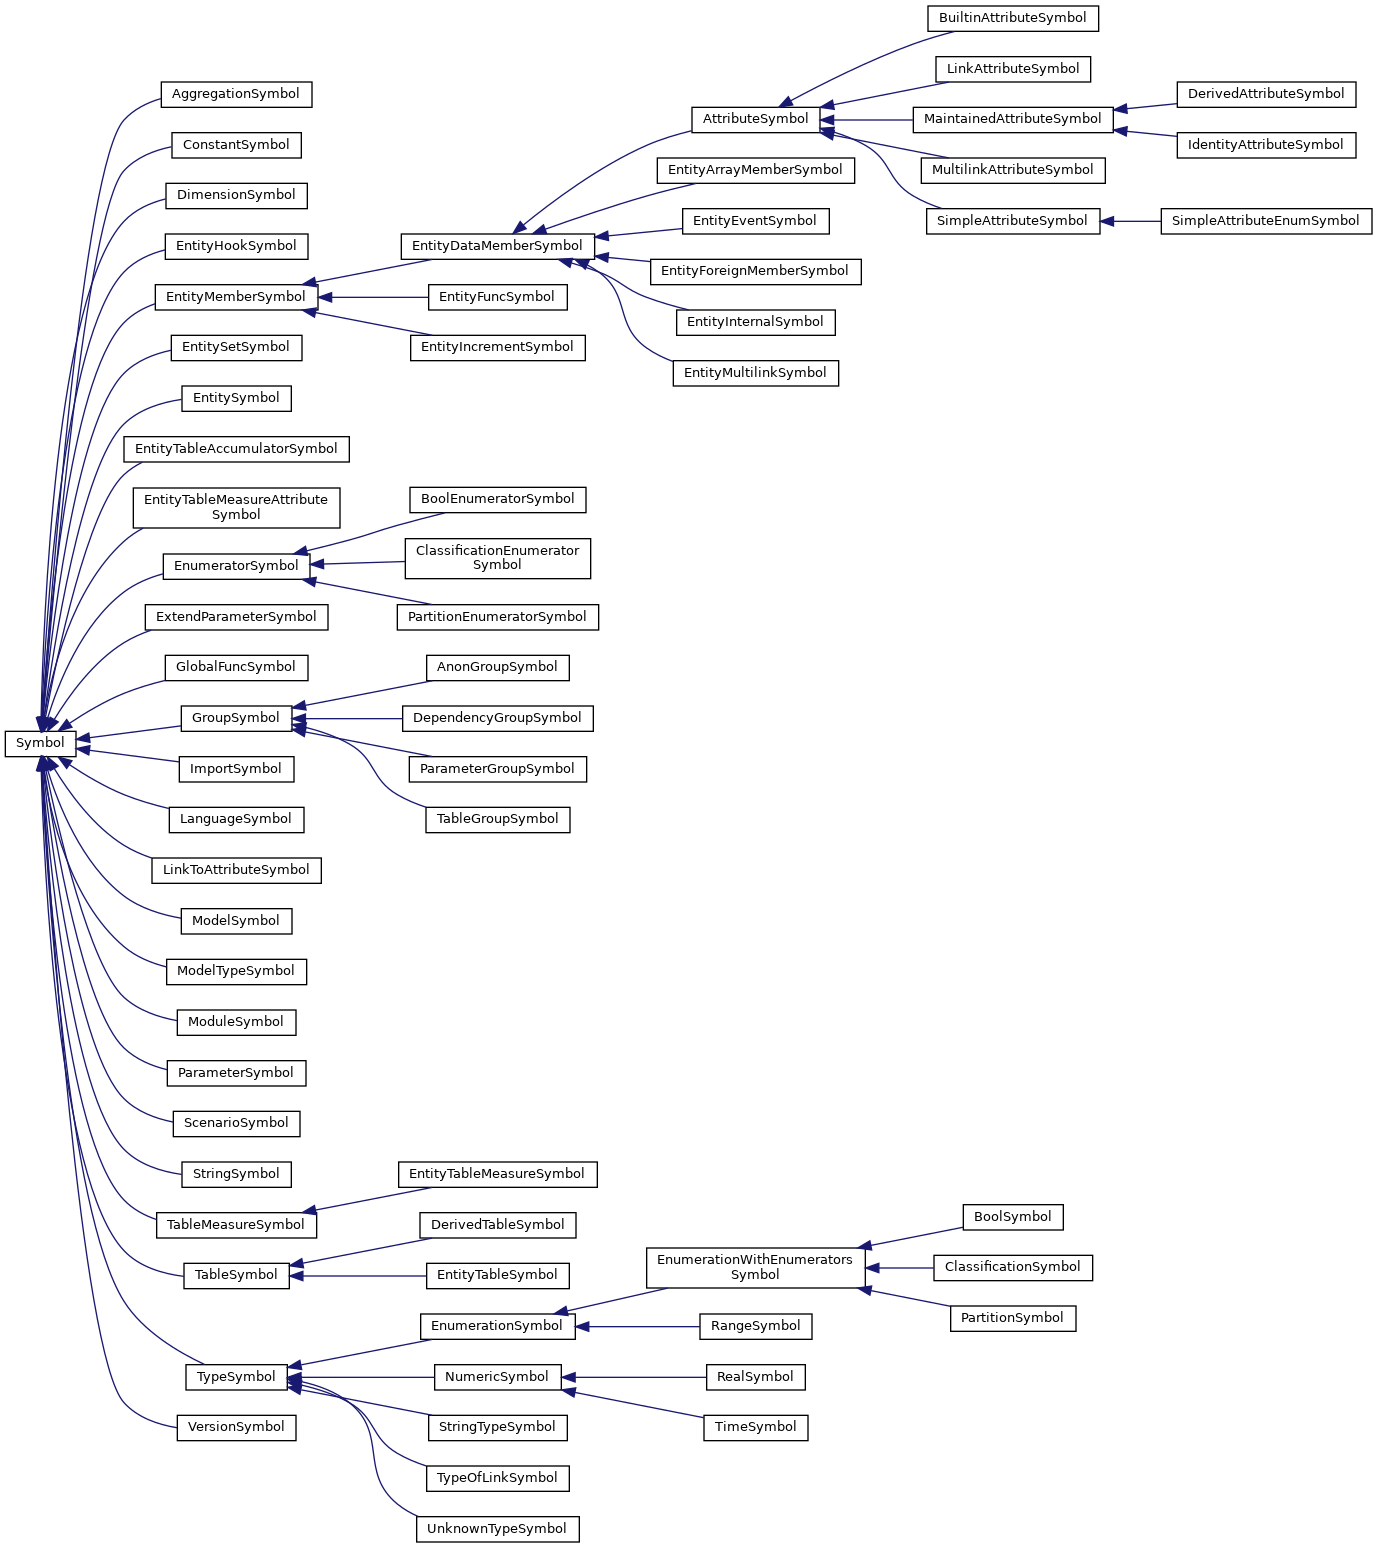 Symbol
AggregationSymbol
ConstantSymbol
DimensionSymbol
EntityHookSymbol
EntityMemberSymbol
EntitySetSymbol
EntitySymbol
EntityTableAccumulatorSymbol
EntityTableMeasureAttribute
Symbol
EnumeratorSymbol
ExtendParameterSymbol
GlobalFuncSymbol
GroupSymbol
ImportSymbol
LanguageSymbol
LinkToAttributeSymbol
ModelSymbol
ModelTypeSymbol
ModuleSymbol
ParameterSymbol
ScenarioSymbol
StringSymbol
TableMeasureSymbol
TableSymbol
TypeSymbol
VersionSymbol
EntityDataMemberSymbol
EntityFuncSymbol
EntityIncrementSymbol
BoolEnumeratorSymbol
ClassificationEnumerator
Symbol
PartitionEnumeratorSymbol
AnonGroupSymbol
DependencyGroupSymbol
ParameterGroupSymbol
TableGroupSymbol
EntityTableMeasureSymbol
DerivedTableSymbol
EntityTableSymbol
EnumerationSymbol
NumericSymbol
StringTypeSymbol
TypeOfLinkSymbol
UnknownTypeSymbol
AttributeSymbol
EntityArrayMemberSymbol
EntityEventSymbol
EntityForeignMemberSymbol
EntityInternalSymbol
EntityMultilinkSymbol
EnumerationWithEnumerators
Symbol
RangeSymbol
RealSymbol
TimeSymbol
BuiltinAttributeSymbol
LinkAttributeSymbol
MaintainedAttributeSymbol
MultilinkAttributeSymbol
SimpleAttributeSymbol
BoolSymbol
ClassificationSymbol
PartitionSymbol
DerivedAttributeSymbol
IdentityAttributeSymbol
SimpleAttributeEnumSymbol